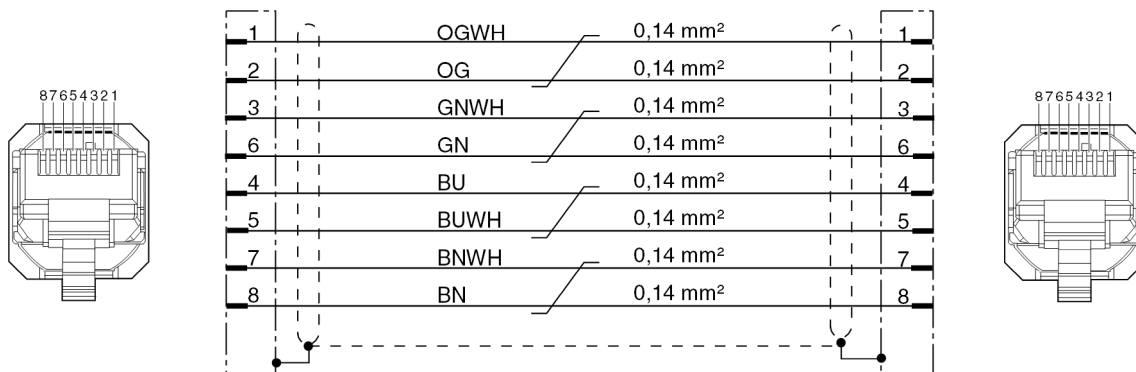 1 OGWH 0,14 mm² 1
2 OG 0,14 mm² 2
87654321
3 GNWH 0,14 mm² 3
87654321
6 GN 0,14 mm² 6
4 BU 0,14 mm² 4
5 BUWH 0,14 mm² 5
7 BNWH 0,14 mm² 7
8 BN 0,14 mm² 8